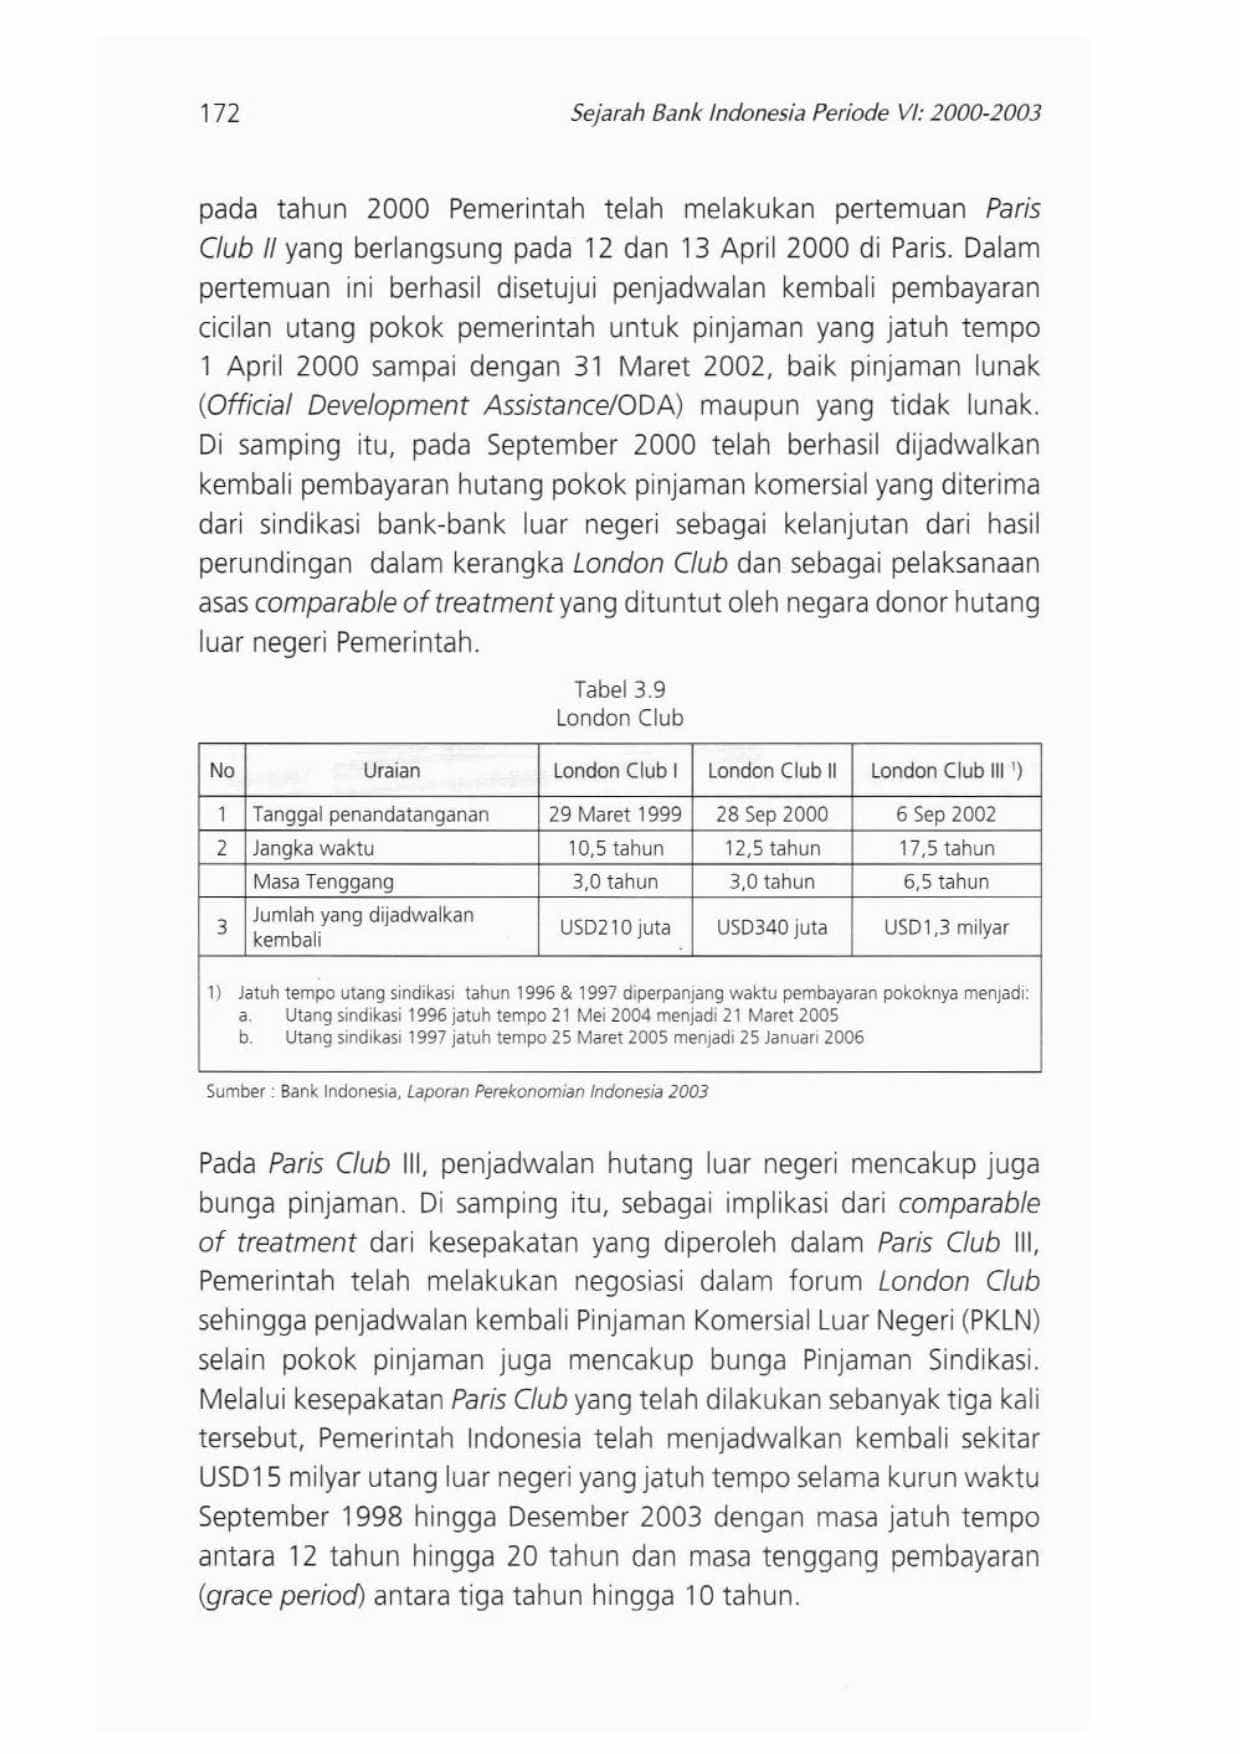 172
Sejarah Bank Indonesia Periode VI: 2000-2003
pada tahun 2000 Pemerintah telah melakukan pertemuan Paris
Club II yang berlangsung pada 12 dan 13 April 2000 di Paris. Dalam
pertemuan ini berhasil disetujui penjadwalan kembali pembayaran
cicilan utang pokok pemerintah untuk pinjaman yang jatuh tempo
1 April 2000 sampai dengan 31 Maret 2002, baik pinjaman lunak
(Official Development Assistance/ODA) maupun yang tidak lunak.
Di samping itu, pada September 2000 telah berhasil dijadwalkan
kembali pembayaran hutang pokok pinjaman komersial yang diterima
dari sindikasi bank-bank luar negeri sebagai kelanjutan dari hasil
perundingan dalam kerangka London Club dan sebagai pelaksanaan
asas comparable of treatment yang dituntut oleh negara donor hutang
luar negeri Pemerintah.
Tabel 3.9
London Club
No Uraian London Club I London Club II London Club III ¹)
1 Tanggal penandatanganan 29 Maret 1999 28 Sep 2000 6 Sep 2002
2 Jangka waktu 10,5 tahun 12,5 tahun 17,5 tahun
Masa Tenggang 3,0 tahun 3,0 tahun 6,5 tahun
3 Jumlah yang dijadwalkan
kembali USD210 juta USD340 juta USD1,3 milyar
1) Jatuh tempo utang sindikasi tahun 1996 & 1997 diperpanjang waktu pembayaran pokoknya menjadi:
a. Utang sindikasi 1996 jatuh tempo 21 Mei 2004 menjadi 21 Maret 2005
b. Utang sindikasi 1997 jatuh tempo 25 Maret 2005 menjadi 25 Januari 2006
Sumber : Bank Indonesia, Laporan Perekonomian Indonesia 2003
Pada Paris Club III, penjadwalan hutang luar negeri mencakup juga
bunga pinjaman. Di samping itu, sebagai implikasi dari comparable
of treatment dari kesepakatan yang diperoleh dalam Paris Club III,
Pemerintah telah melakukan negosiasi dalam forum London Club
sehingga penjadwalan kembali Pinjaman Komersial Luar Negeri (PKLN)
selain pokok pinjaman juga mencakup bunga Pinjaman Sindikasi.
Melalui kesepakatan Paris Club yang telah dilakukan sebanyak tiga kali
tersebut, Pemerintah Indonesia telah menjadwalkan kembali sekitar
USD15 milyar utang luar negeri yang jatuh tempo selama kurun waktu
September 1998 hingga Desember 2003 dengan masa jatuh tempo
antara 12 tahun hingga 20 tahun dan masa tenggang pembayaran
(grace period) antara tiga tahun hingga 10 tahun.